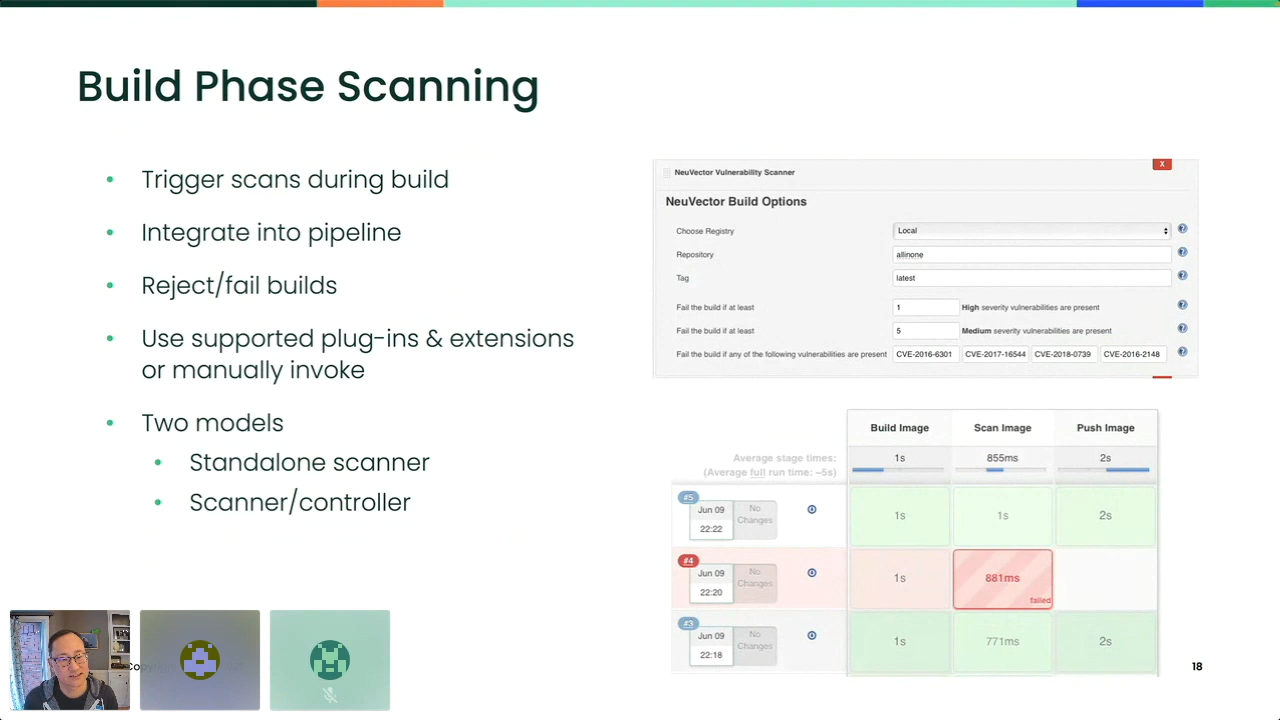 Build Phase Scanning
• Trigger scans during build
• Integrate into pipeline
• Reject/fail builds
• Use supported plug-ins & extensions
or manually invoke
• Two models
• Standalone scanner
• Scanner/controller
NeuVector Vulnerability Scanner
X
NeuVector Build Options
Choose Registry Local
Repository allinone
Tag latest
Fail the build if at least 1 High severity vulnerabilities are present
Fail the build if at least 5 Medium severity vulnerabilities are present
Fail the build if any of the following vulnerabilities are present CVE-2016-6301 CVE-2017-16544 CVE-2018-0739 CVE-2016-2148
Build Image Scan Image Push Image
Average stage times: 1s 855ms 2s
(Average full run time: ~5s)
#5
Jun 09 No
22:22 Changes
1s 1s 2s
#4
Jun 09 No
22:20 Changes
1s 881ms
failed
#3
Jun 09 No
22:18 Changes
1s 771ms 2s
18